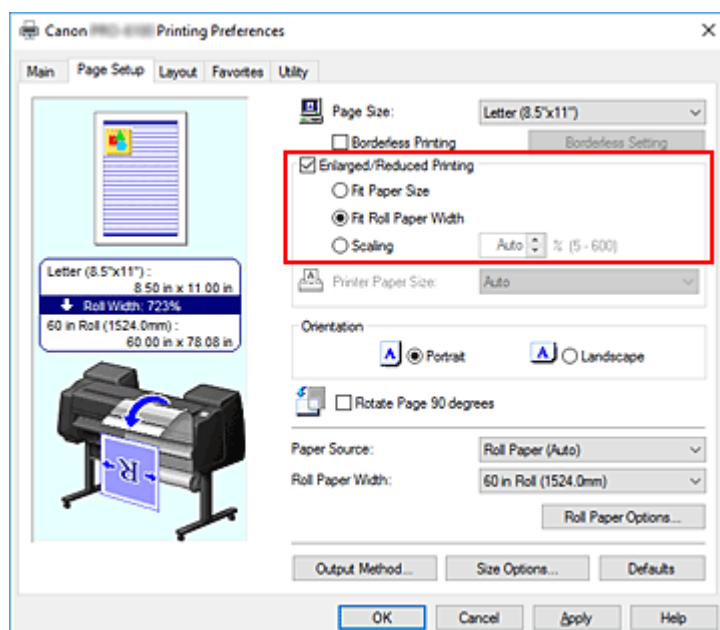 Canon Printing Preferences
Main Page Setup Layout Favorites Utility
Page Size: Letter (8.5"x11")
Borderless Printing Borderless Setting
Enlarged/Reduced Printing
Fit Paper Size
Fit Roll Paper Width
Scaling Auto % (5 - 600)
Letter (8.5"x11") :
8.50 in x 11.00 in
Roll Width: 723%
60 in Roll (1524.0mm) :
60.00 in x 78.08 in
Printer Paper Size: Auto
Orientation
A Portrait A Landscape
Rotate Page 90 degrees
R
Paper Source: Roll Paper (Auto)
Roll Paper Width: 60 in Roll (1524.0mm)
Roll Paper Options...
Output Method... Size Options... Defaults
OK Cancel Apply Help